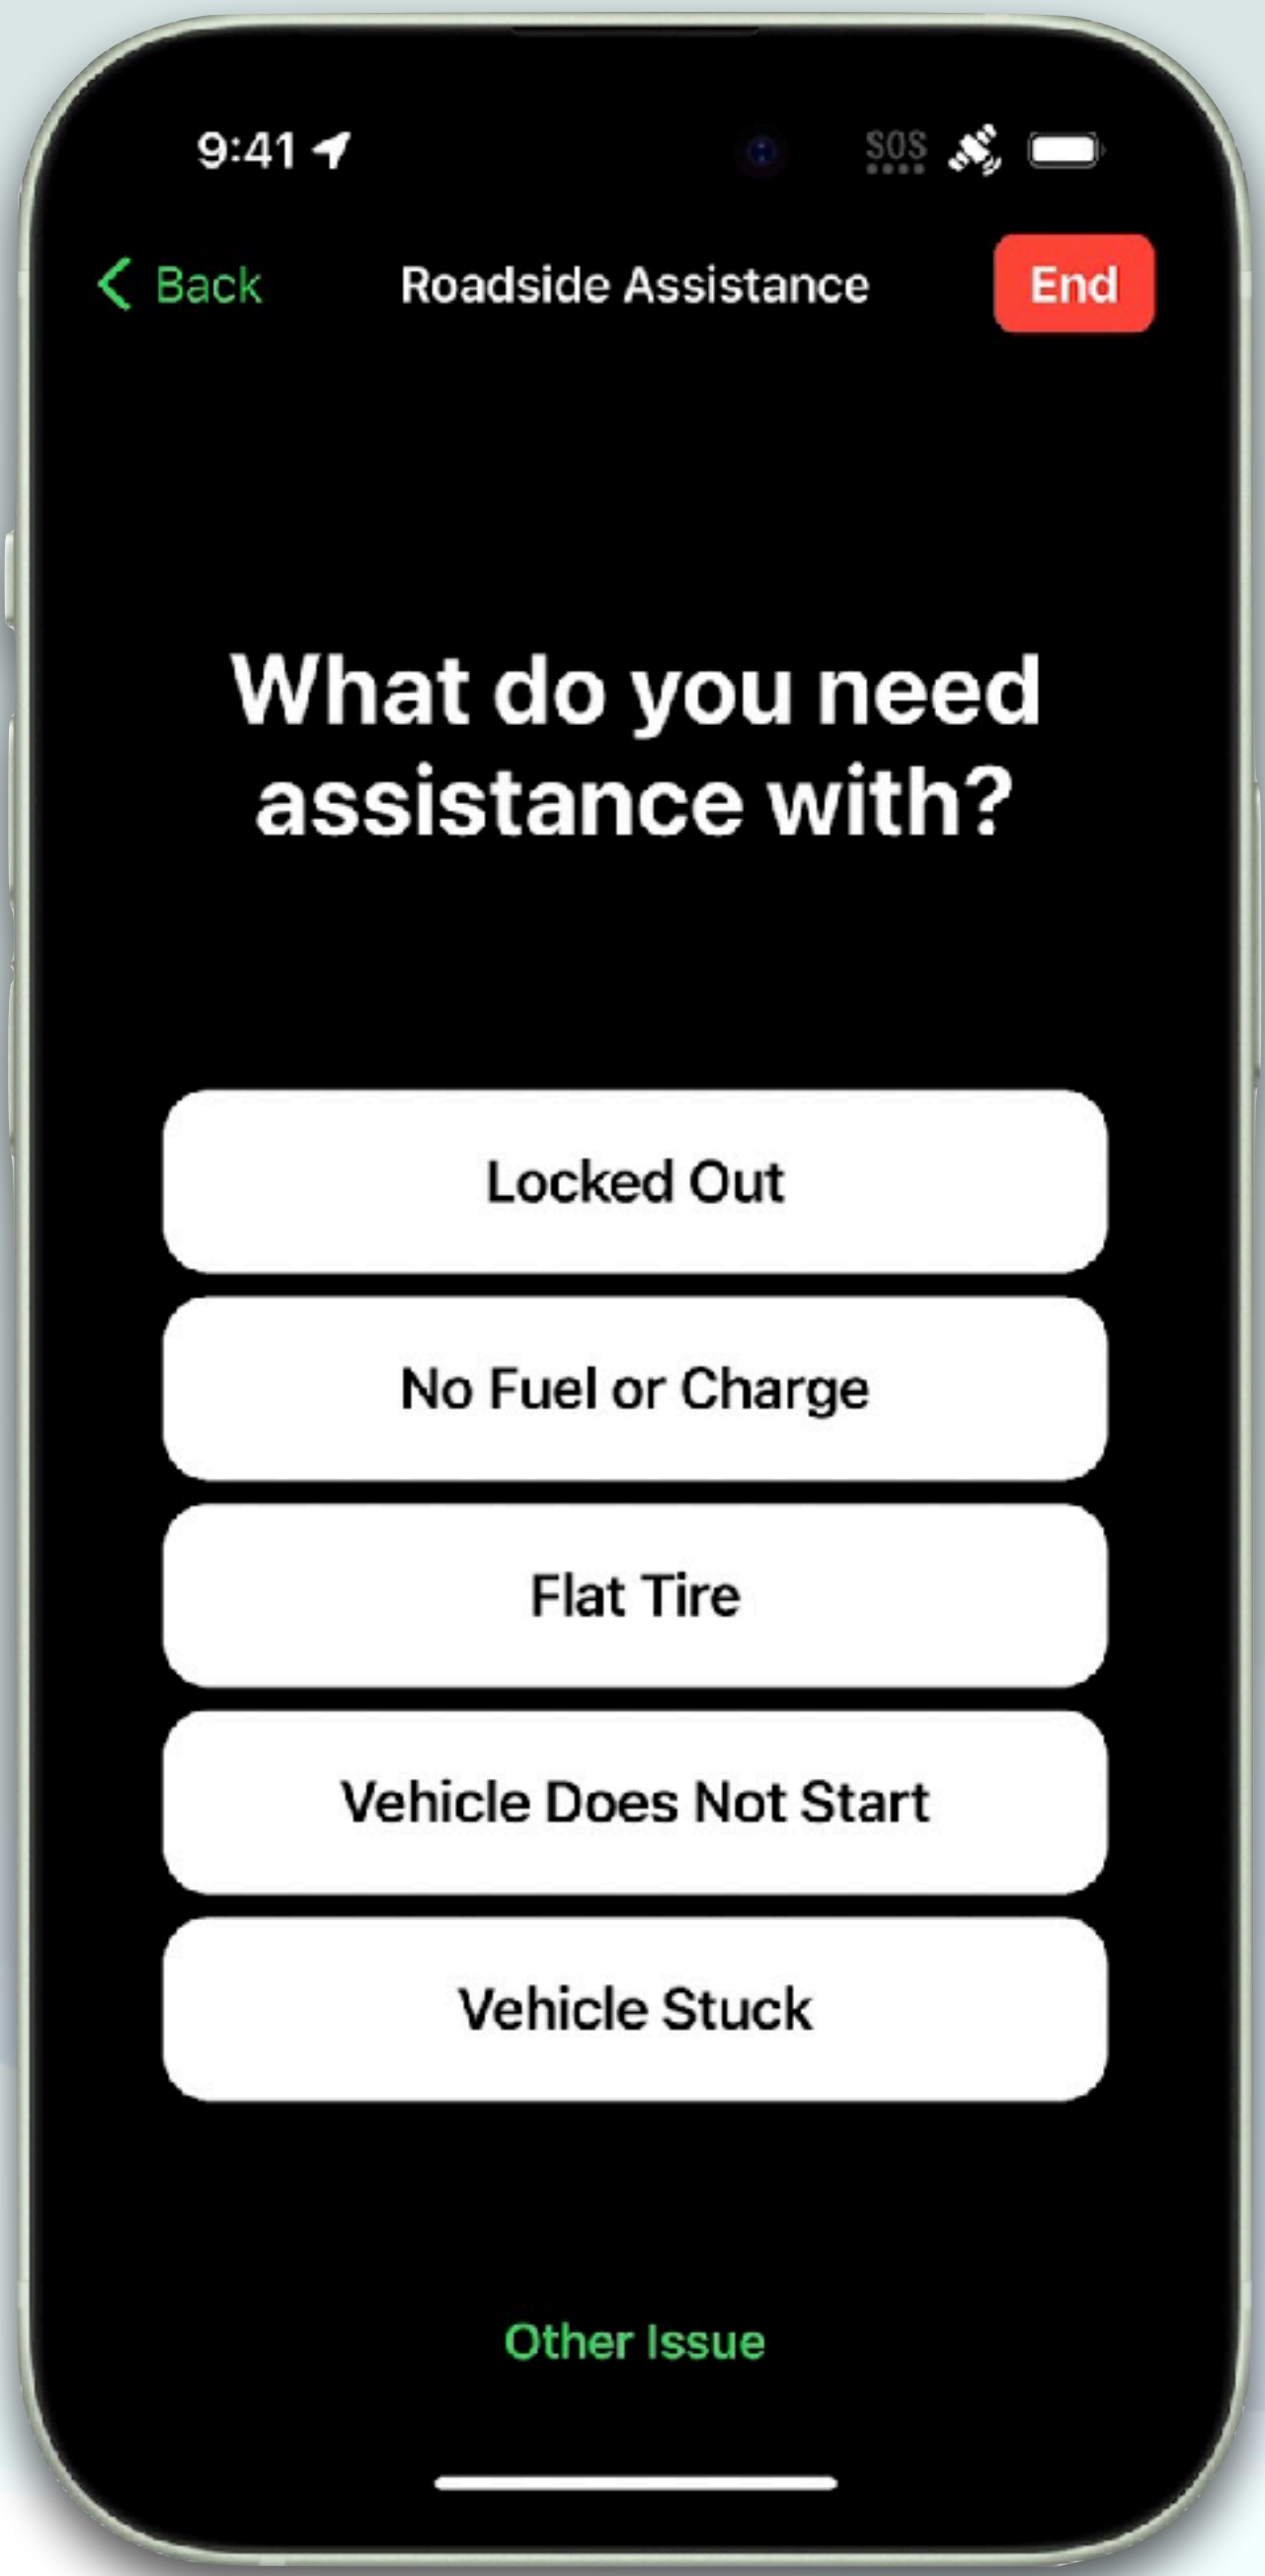 9:41
SOS
Back
Roadside Assistance
End
What do you need
assistance with?
Locked Out
No Fuel or Charge
Flat Tire
Vehicle Does Not Start
Vehicle Stuck
Other Issue